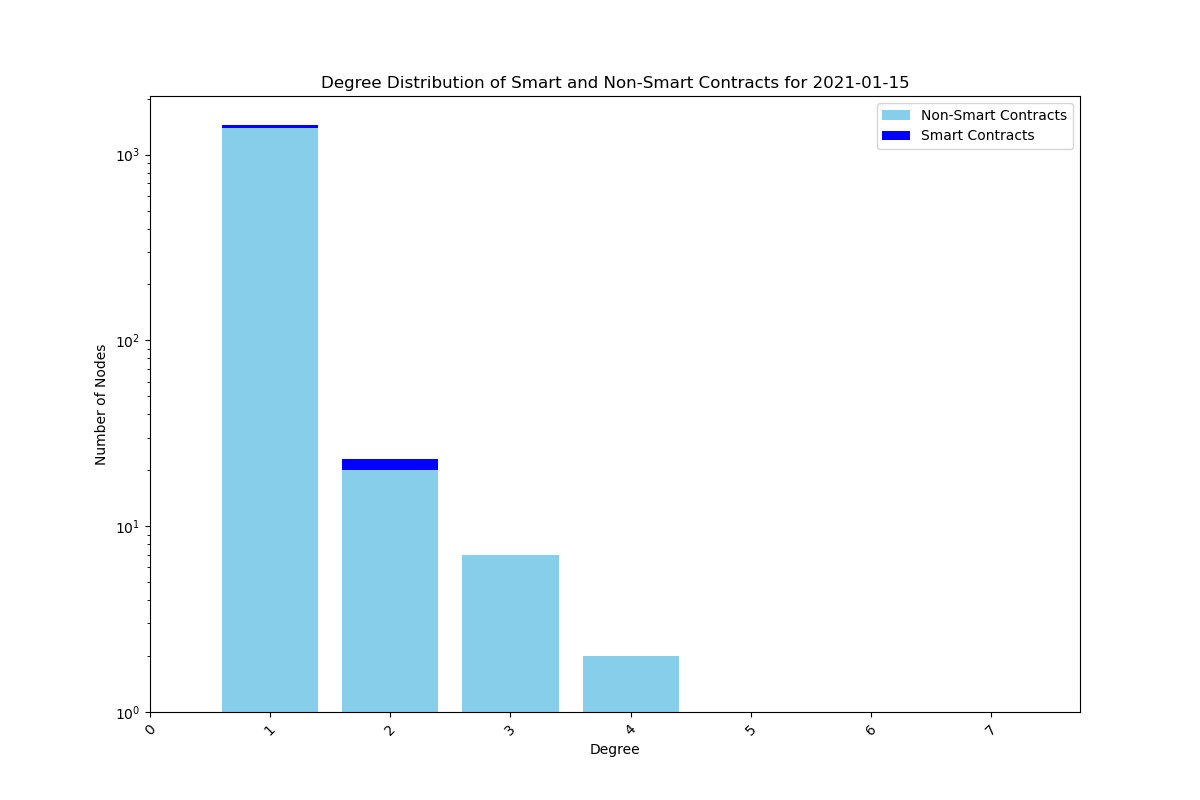 Degree Distribution of Smart and Non-Smart Contracts for 2021-01-15
Non-Smart Contracts
Smart Contracts
Number of Nodes
10³
10²
10¹
10⁰
0 1 2 3 4 5 6 7
Degree